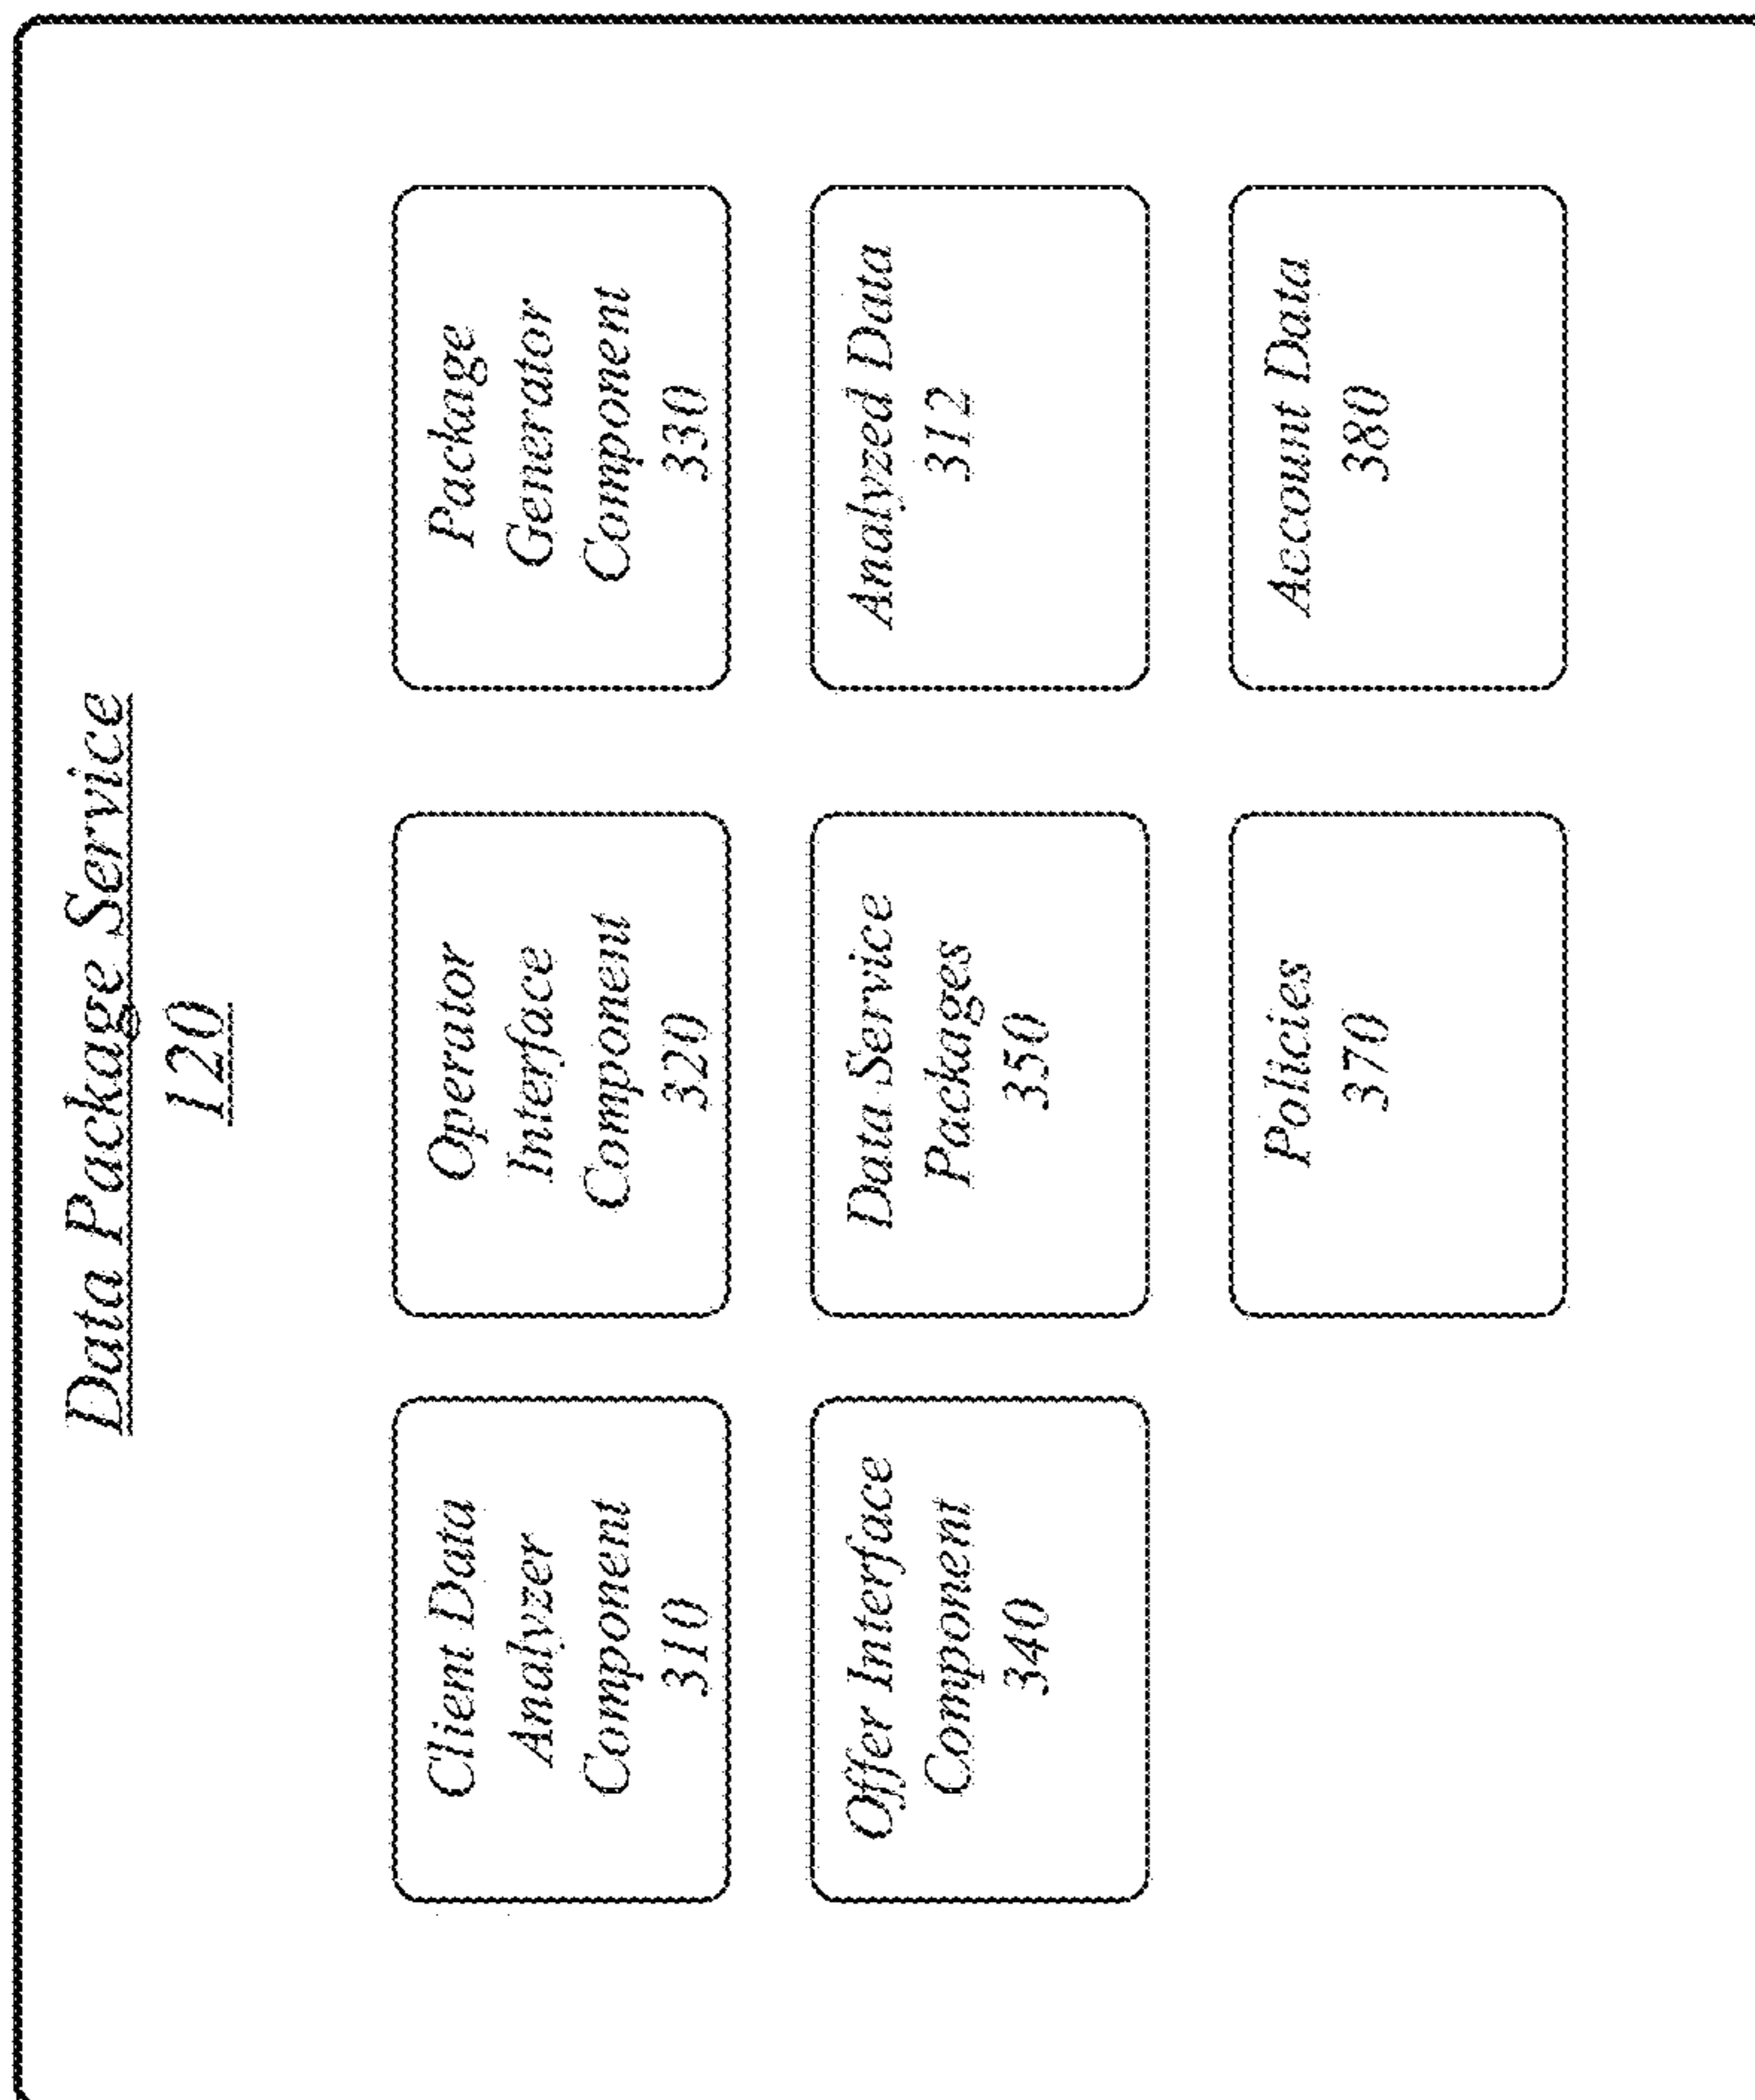 Data Package Service
120
Client Data
Analyzer
Component
310
Operator
Interface
Component
320
Package
Generator
Component
330
Offer Interface
Component
340
Data Service
Packages
350
Analyzed Data
312
Policies
370
Account Data
380